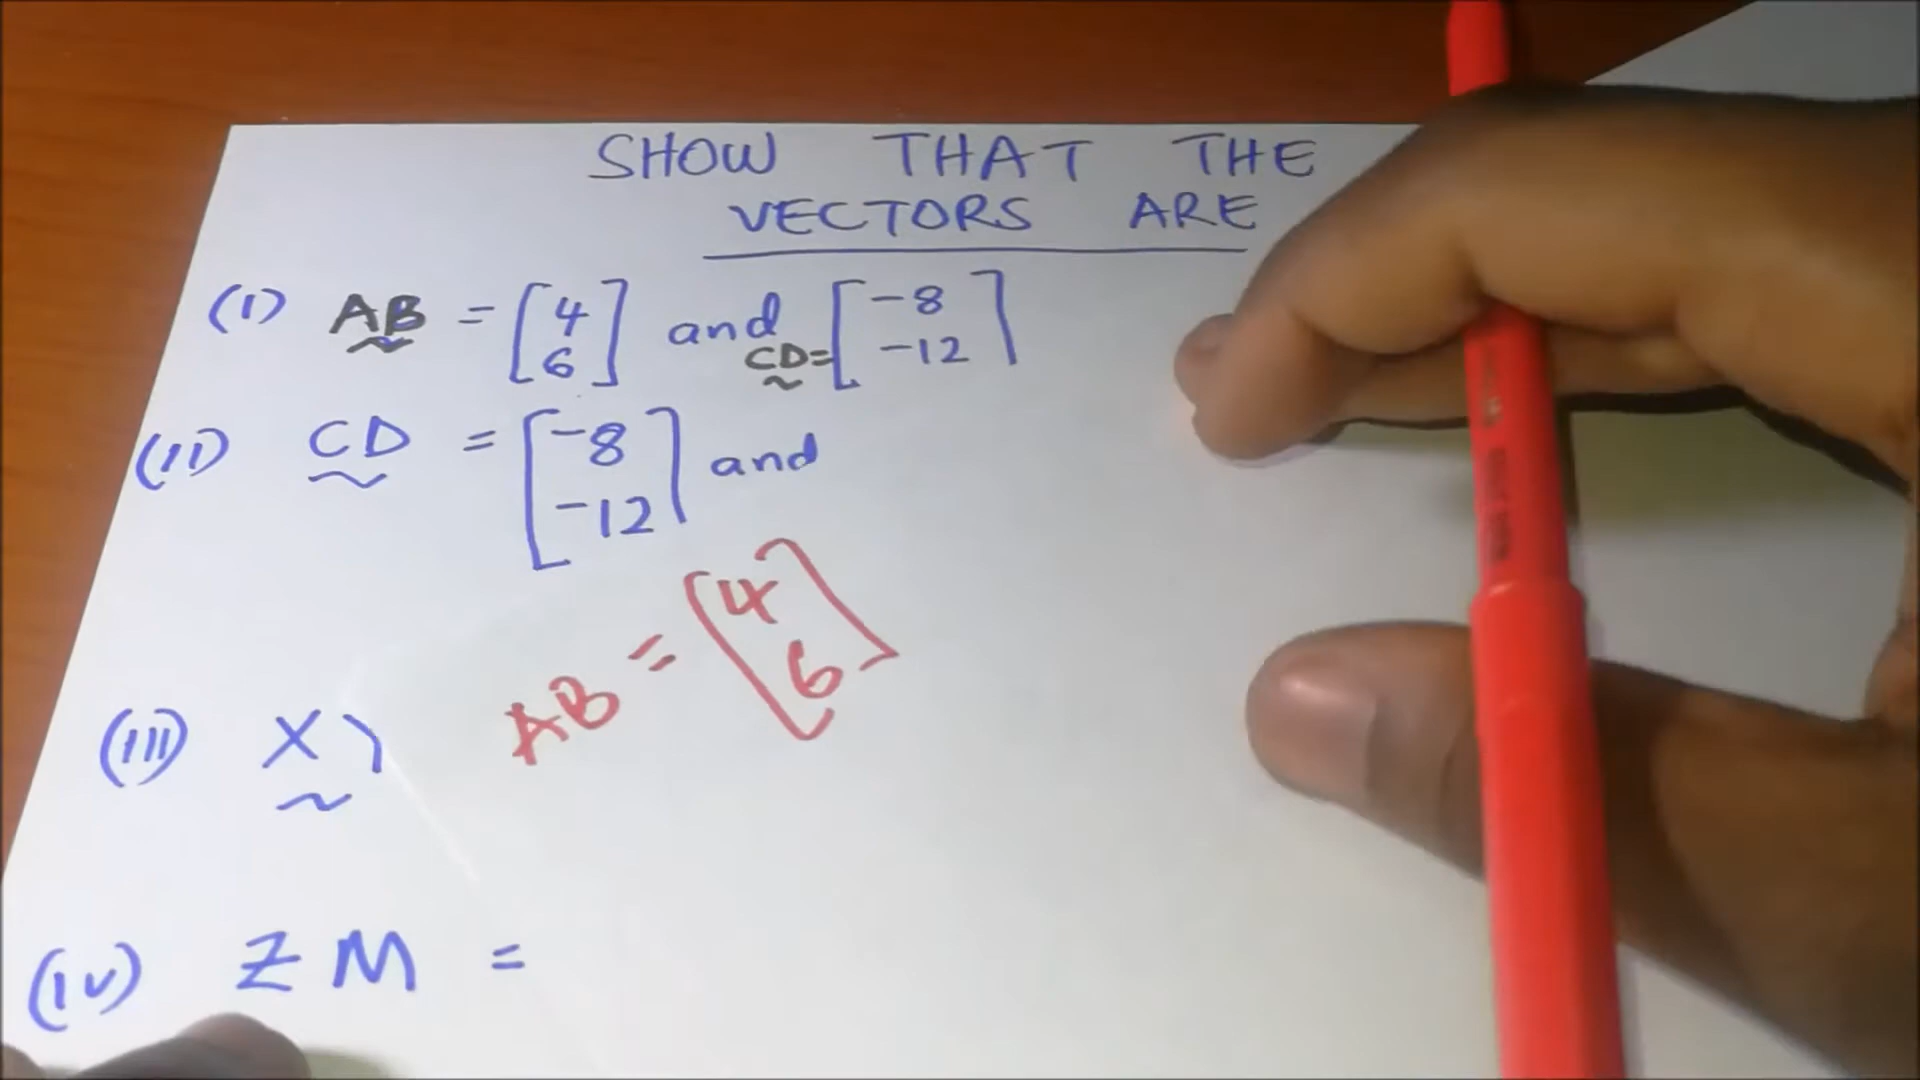 SHOW THAT THE
VECTORS ARE
(I) AB = [4 6] and CD = [-8 -12]
(II) CD = [-8 -12] and
AB = [4 6]
(III) XY
(IV) ZM =